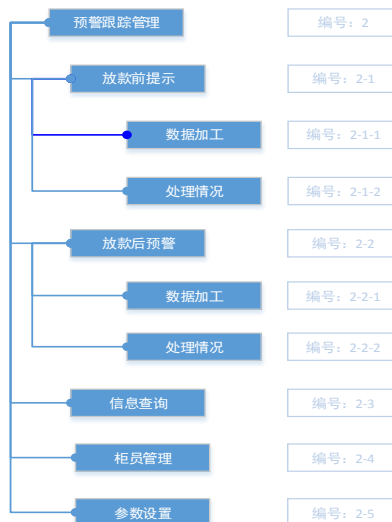 预警跟踪管理 编号：2
放款前提示 编号：2-1
数据加工 编号：2-1-1
处理情况 编号：2-1-2
放款后预警 编号：2-2
数据加工 编号：2-2-1
处理情况 编号：2-2-2
信息查询 编号：2-3
柜员管理 编号：2-4
参数设置 编号：2-5